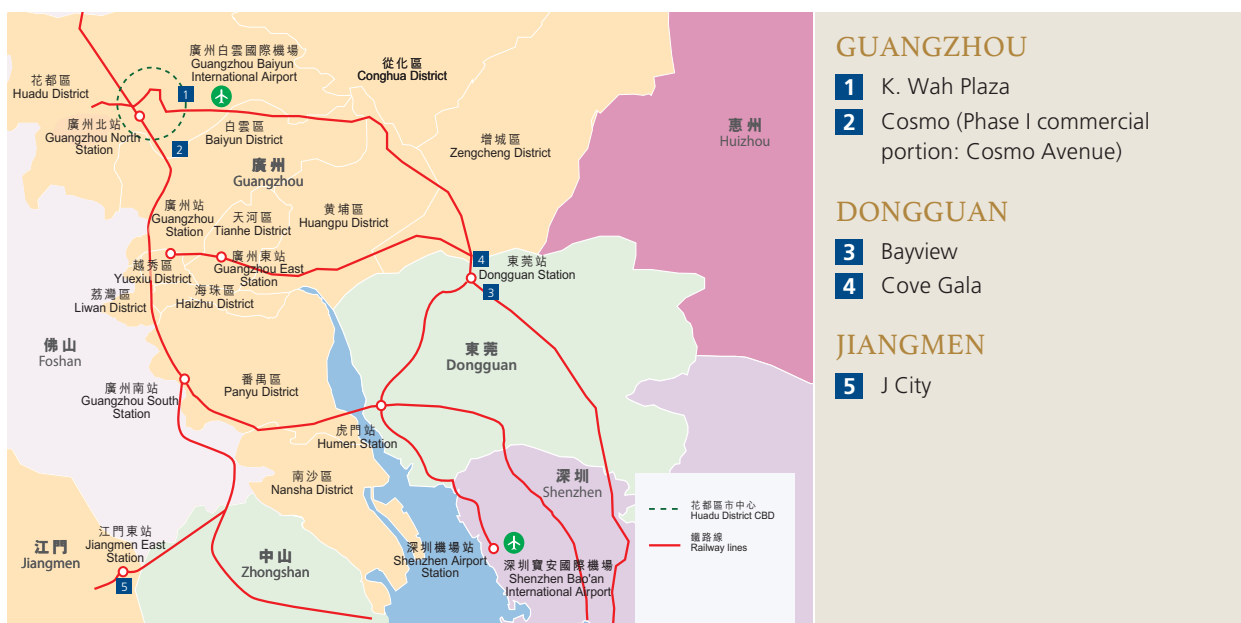 廣州白雲國際機場
Guangzhou Baiyun
International Airport
從化區
Conghua District
花都區
Huadu District
1
廣州北站
Guangzhou North
Station
白雲區
Baiyun District
2
增城區
Zengcheng District
惠州
Huizhou
廣州
Guangzhou
廣州站
Guangzhou
Station
天河區
Tianhe District
黄埔區
Huangpu District
越秀區
Yuexiu District
廣州東站
Guangzhou East
Station
4
東莞站
Dongguan Station
3
荔灣區
Liwan District
海珠區
Haizhu District
佛山
Foshan
東莞
Dongguan
廣州南站
Guangzhou South
Station
番禺區
Panyu District
虎門站
Humen Station
南沙區
Nansha District
深圳
Shenzhen
江門
Jiangmen
江門東站
Jiangmen East
Station
5
中山
Zhongshan
深圳機場站
Shenzhen Airport
Station
深圳寶安國際機場
Shenzhen Bao'an
International Airport
花都區市中心
Huadu District CBD
鐵路線
Railway lines
GUANGZHOU
1 K. Wah Plaza
2 Cosmo (Phase I commercial
portion: Cosmo Avenue)
DONGGUAN
3 Bayview
4 Cove Gala
JIANGMEN
5 J City